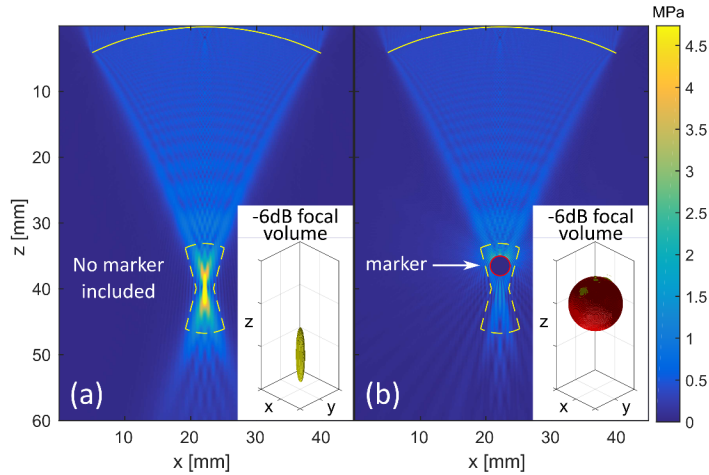 MPa
10
20
30
40
50
60
z [mm]
No marker
included
-6dB focal
volume
z
x
y
(a)
10
20
30
40
x [mm]
marker
-6dB focal
volume
z
x
y
(b)
10
20
30
40
x [mm]
4.5
4
3.5
3
2.5
2
1.5
1
0.5
0